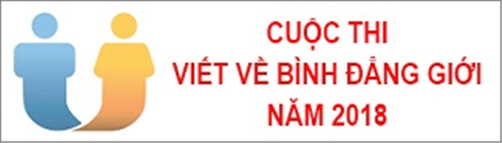 CUỘC THI
VIẾT VỀ BÌNH ĐẲNG GIỚI
NĂM 2018